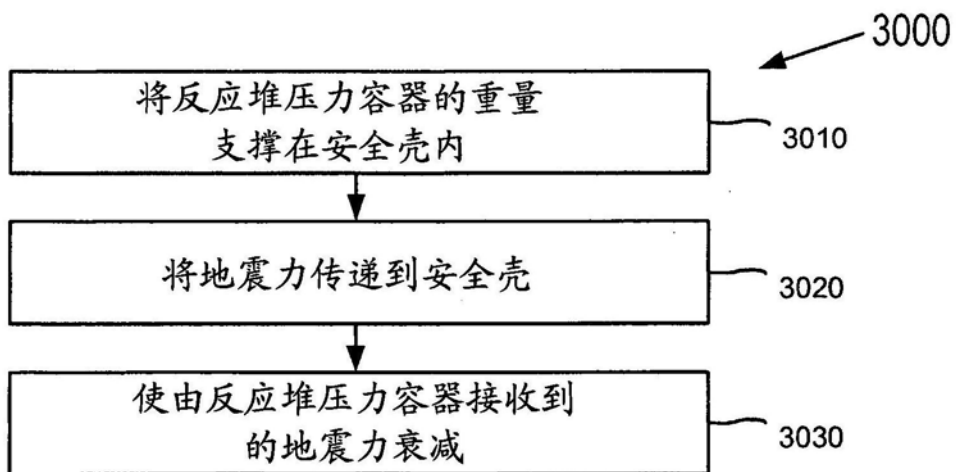 3000
将反应堆压力容器的重量
支撑在安全壳内
3010
将地震力传递到安全壳
3020
使由反应堆压力容器接收到
的地震力衰减
3030